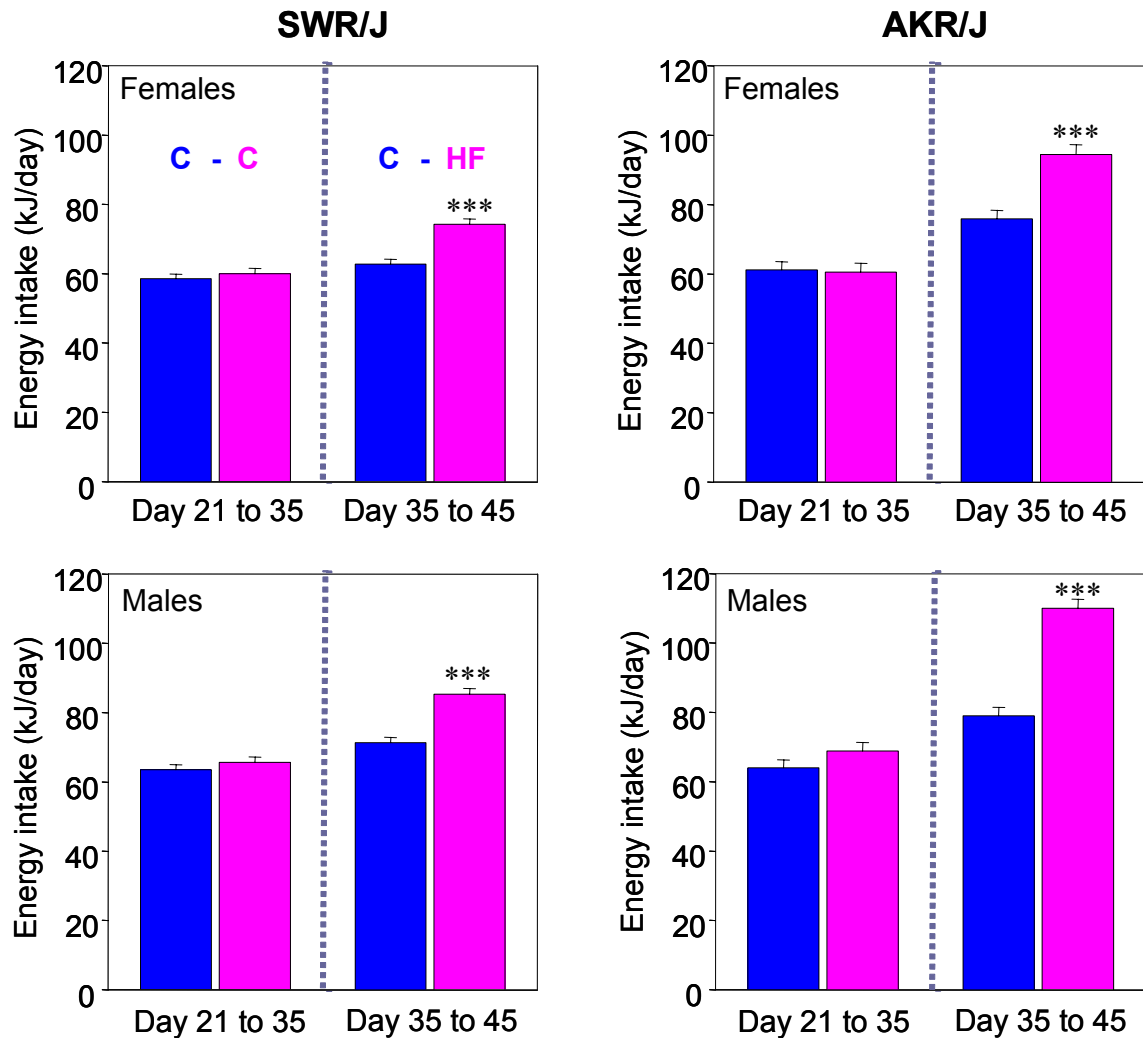 SWR/J
AKR/J
Females
C - C
C - HF
***
Energy intake (kJ/day)
120
100
80
60
40
20
0
Day 21 to 35
Day 35 to 45
Females
***
Energy intake (kJ/day)
120
100
80
60
40
20
0
Day 21 to 35
Day 35 to 45
Males
***
Energy intake (kJ/day)
120
100
80
60
40
20
0
Day 21 to 35
Day 35 to 45
Males
***
Energy intake (kJ/day)
120
100
80
60
40
20
0
Day 21 to 35
Day 35 to 45